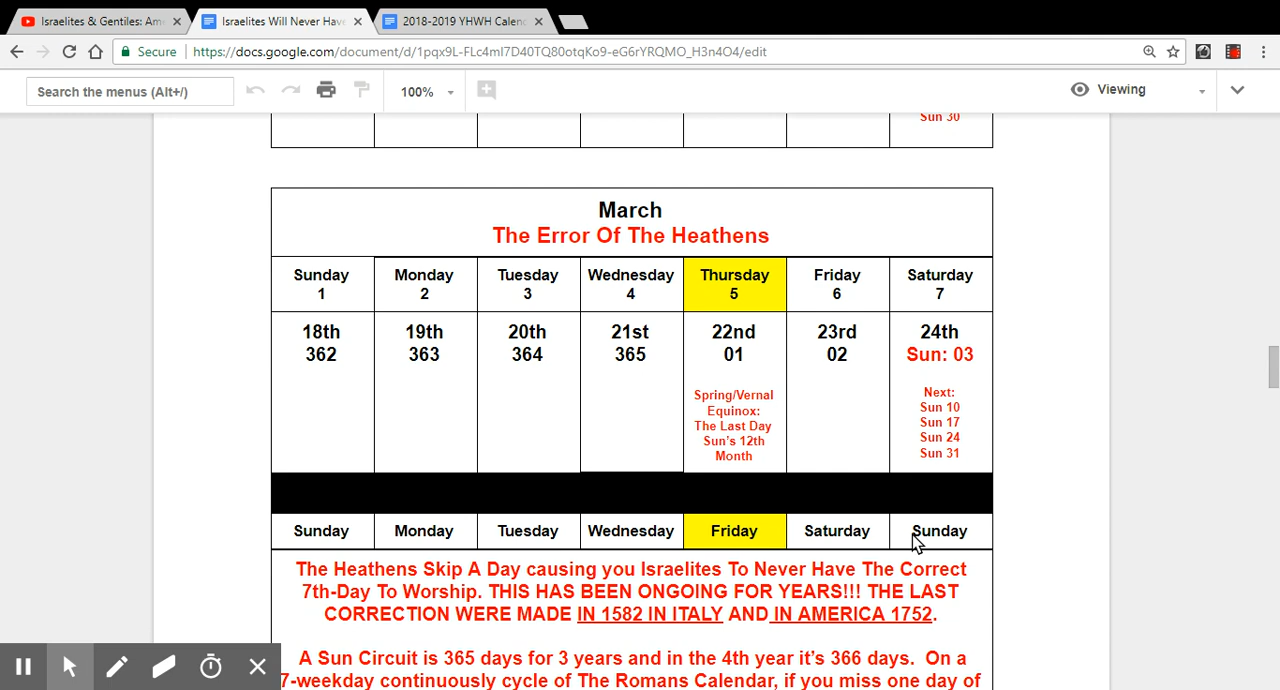 Israelites & Gentiles: Am
Israelites Will Never Have
2018-2019 YHWH Calen
Secure | https://docs.google.com/document/d/1pqx9L-FLc4mI7D40TQ80otqKo9-eG6rYRQMO_H3n4O4/edit
Search the menus (Alt+/)
100%
Viewing
Sun 30
March
The Error Of The Heathens
Sunday Monday Tuesday Wednesday Thursday Friday Saturday
1 2 3 4 5 6 7
18th 19th 20th 21st 22nd 23rd 24th
362 363 364 365 01 02 Sun: 03
Spring/Vernal
Equinox:
The Last Day
Sun's 12th
Month
Next:
Sun 10
Sun 17
Sun 24
Sun 31
Sunday Monday Tuesday Wednesday Friday Saturday Sunday
The Heathens Skip A Day causing you Israelites To Never Have The Correct
7th-Day To Worship. THIS HAS BEEN ONGOING FOR YEARS!!! THE LAST
CORRECTION WERE MADE IN 1582 IN ITALY AND IN AMERICA 1752.
A Sun Circuit is 365 days for 3 years and in the 4th year it's 366 days. On a
7-weekday continuously cycle of The Romans Calendar, if you miss one day of